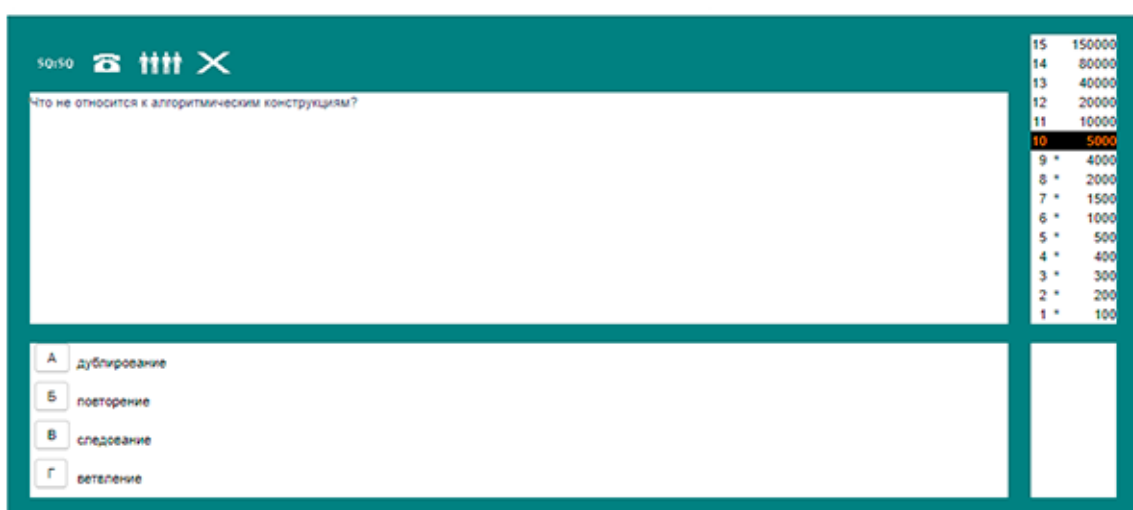 50:50
Что не относится к алгоритмическим конструкциям?
15 150000
14 80000
13 40000
12 20000
11 10000
10 5000
9 * 4000
8 * 2000
7 * 1500
6 * 1000
5 * 500
4 * 400
3 * 300
2 * 200
1 * 100
А дублирование
Б повторение
В следование
Г ветвление